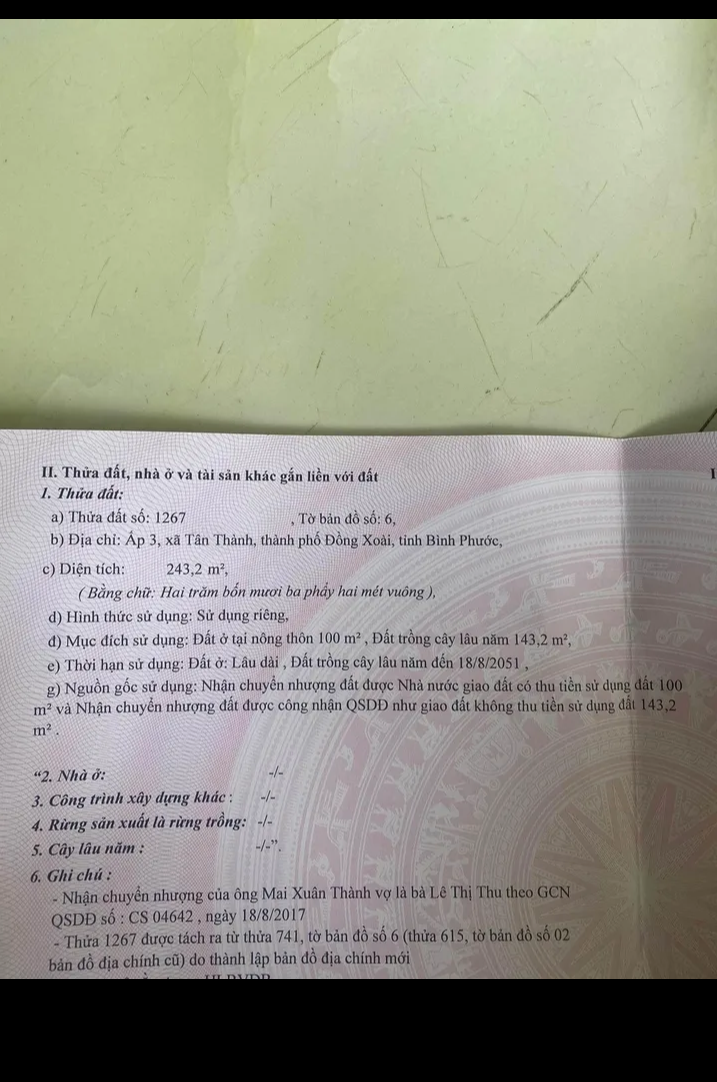 II. Thửa đất, nhà ở và tài sản khác gắn liền với đất
1. Thửa đất:
a) Thửa đất số: 1267 , Tờ bản đồ số: 6,
b) Địa chỉ: Ấp 3, xã Tân Thành, thành phố Đồng Xoài, tỉnh Bình Phước,
c) Diện tích: 243,2 m²,
( Bằng chữ: Hai trăm bốn mươi ba phẩy hai mét vuông ),
d) Hình thức sử dụng: Sử dụng riêng,
đ) Mục đích sử dụng: Đất ở tại nông thôn 100 m² , Đất trồng cây lâu năm 143,2 m²,
e) Thời hạn sử dụng: Đất ở: Lâu dài , Đất trồng cây lâu năm đến 18/8/2051 ,
g) Nguồn gốc sử dụng: Nhận chuyển nhượng đất được Nhà nước giao đất có thu tiền sử dụng đất 100
m² và Nhận chuyển nhượng đất được công nhận QSDĐ như giao đất không thu tiền sử dụng đất 143,2
m² .
“2. Nhà ở: -/-
3. Công trình xây dựng khác : -/-
4. Rừng sản xuất là rừng trồng: -/-
5. Cây lâu năm : -/-”.
6. Ghi chú :
- Nhận chuyển nhượng của ông Mai Xuân Thành vợ là bà Lê Thị Thu theo GCN
QSDĐ số : CS 04642 , ngày 18/8/2017
- Thửa 1267 được tách ra từ thửa 741, tờ bản đồ số 6 (thửa 615, tờ bản đồ số 02
bản đồ địa chính cũ) do thành lập bản đồ địa chính mới